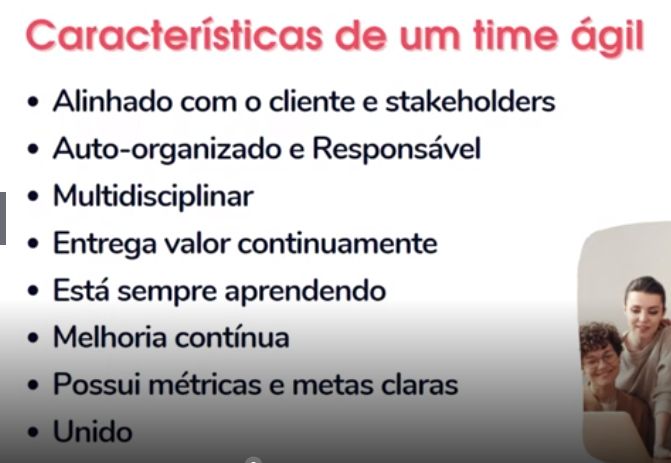 Características de um time ágil
• Alinhado com o cliente e stakeholders
• Auto-organizado e Responsável
• Multidisciplinar
• Entrega valor continuamente
• Está sempre aprendendo
• Melhoria contínua
• Possui métricas e metas claras
• Unido